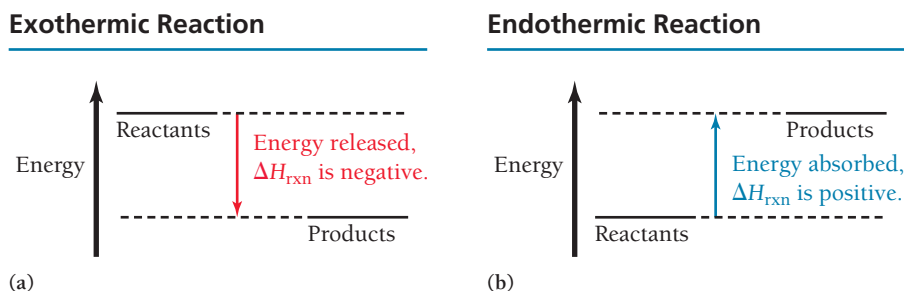 Exothermic Reaction
Energy
Reactants
Energy released,
ΔHrxn is negative.
Products
(a)
Endothermic Reaction
Energy
Products
Energy absorbed,
ΔHrxn is positive.
Reactants
(b)